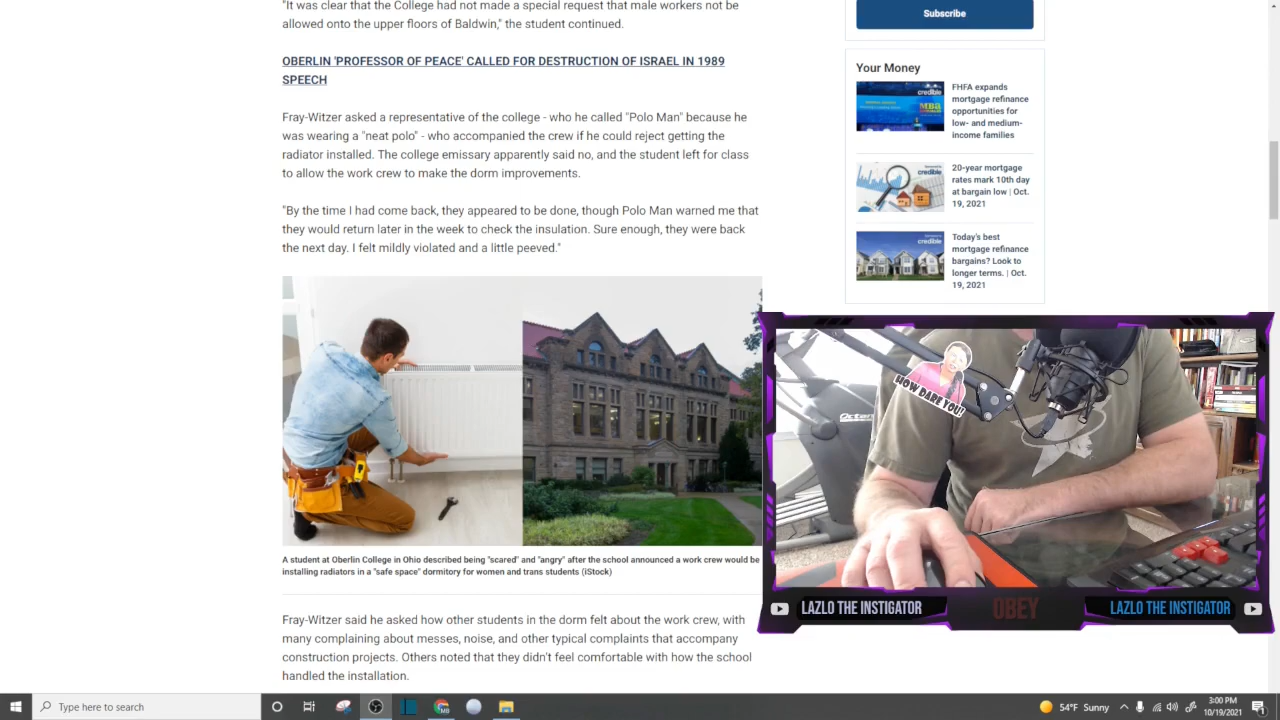 "It was clear that the College had not made a special request that male workers not be
allowed onto the upper floors of Baldwin," the student continued.
OBERLIN 'PROFESSOR OF PEACE' CALLED FOR DESTRUCTION OF ISRAEL IN 1989
SPEECH
Fray-Witzer asked a representative of the college - who he called "Polo Man" because he
was wearing a "neat polo" - who accompanied the crew if he could reject getting the
radiator installed. The college emissary apparently said no, and the student left for class
to allow the work crew to make the dorm improvements.
"By the time I had come back, they appeared to be done, though Polo Man warned me that
they would return later in the week to check the insulation. Sure enough, they were back
the next day. I felt mildly violated and a little peeved."
A student at Oberlin College in Ohio described being "scared" and "angry" after the school announced a work crew would be
installing radiators in a "safe space" dormitory for women and trans students (iStock)
Fray-Witzer said he asked how other students in the dorm felt about the work crew, with
many complaining about messes, noise, and other typical complaints that accompany
construction projects. Others noted that they didn't feel comfortable with how the school
handled the installation.
Subscribe
Your Money
credible
MBA
FHFA expands
mortgage refinance
opportunities for
low- and medium-
income families
credible
20-year mortgage
rates mark 10th day
at bargain low | Oct.
19, 2021
credible
Today's best
mortgage refinance
bargains? Look to
longer terms. | Oct.
19, 2021
HOW DARE YOU!
LAZLO THE INSTIGATOR
OBEY
LAZLO THE INSTIGATOR
Type here to search
54°F Sunny
3:00 PM
10/19/2021
1